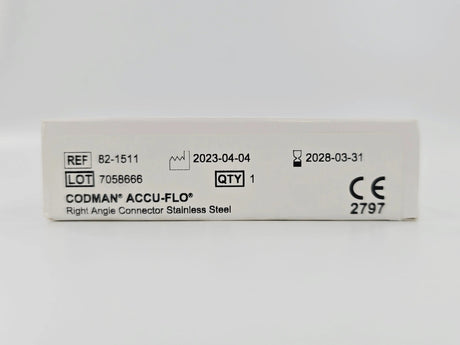 REF 82-1511 2023-04-04 2028-03-31
LOT 7058666 QTY 1
CODMAN® ACCU-FLO®
Right Angle Connector Stainless Steel
CE
2797